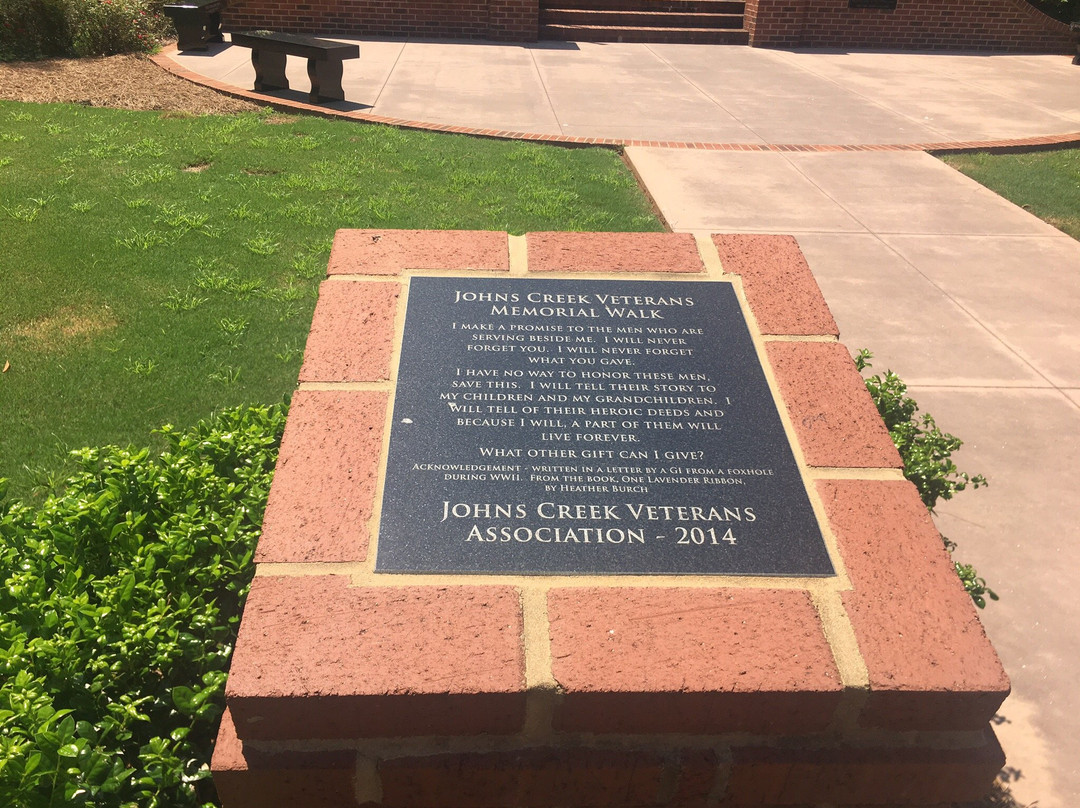 JOHNS CREEK VETERANS
MEMORIAL WALK
I MAKE A PROMISE TO THE MEN WHO ARE
SERVING BESIDE ME. I WILL NEVER
FORGET YOU. I WILL NEVER FORGET
WHAT YOU GAVE.
I HAVE NO WAY TO HONOR THESE MEN,
SAVE THIS. I WILL TELL THEIR STORY TO
MY CHILDREN AND MY GRANDCHILDREN. I
WILL TELL OF THEIR HEROIC DEEDS AND
BECAUSE I WILL, A PART OF THEM WILL
LIVE FOREVER.
WHAT OTHER GIFT CAN I GIVE?
ACKNOWLEDGEMENT - WRITTEN IN A LETTER BY A GI FROM A FOXHOLE
DURING WWII. FROM THE BOOK, ONE LAVENDER RIBBON,
BY HEATHER BURCH
JOHNS CREEK VETERANS
ASSOCIATION - 2014